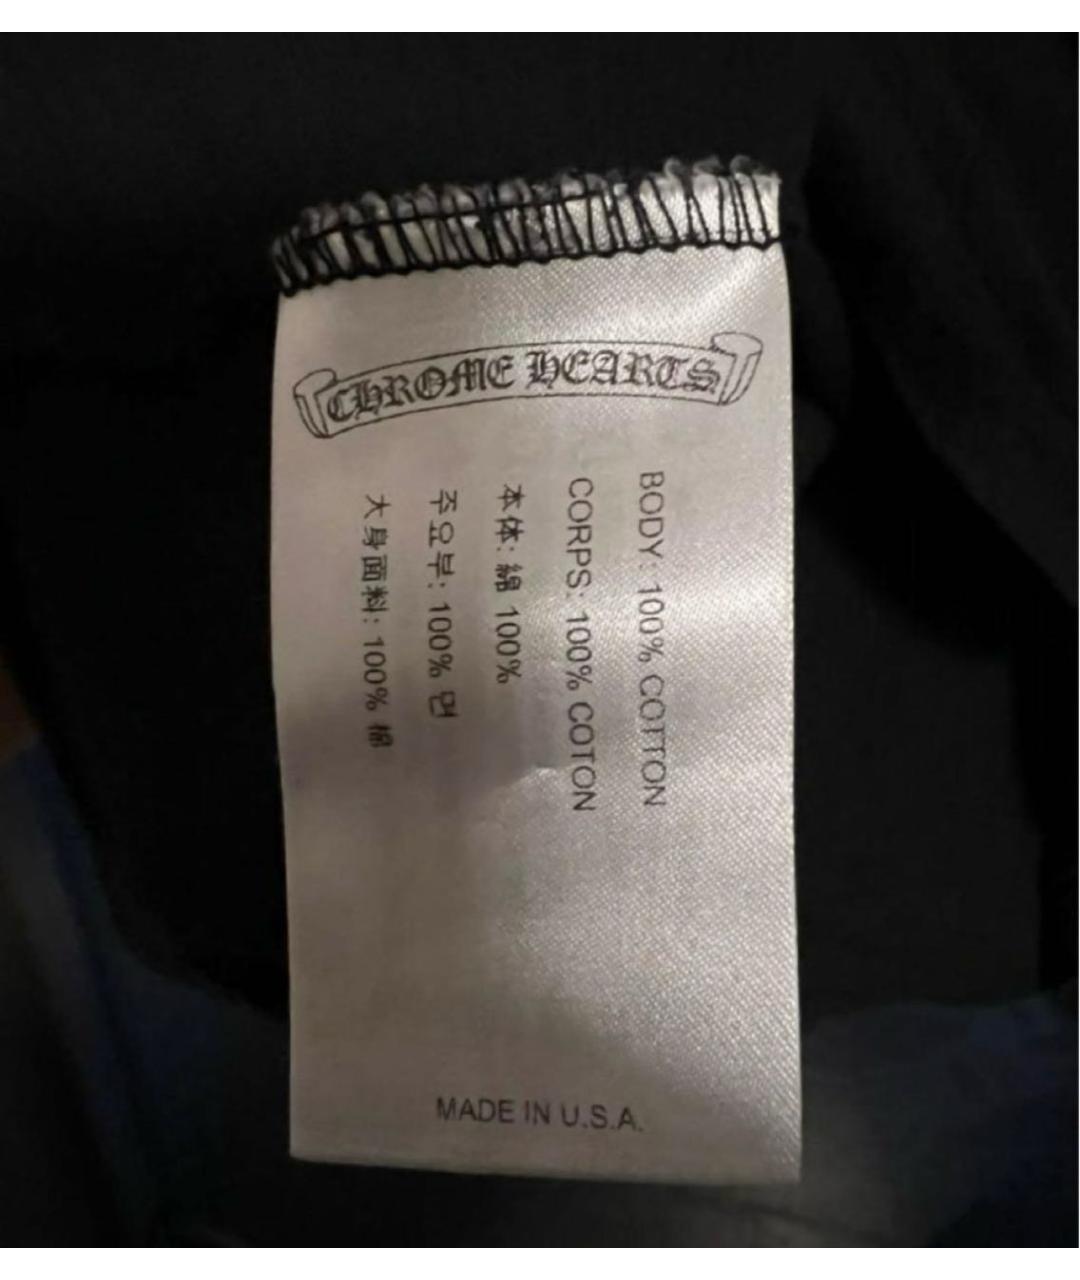 CHROME HEARTS
BODY: 100% COTTON
CORPS: 100% COTON
本体: 綿 100%
주요부: 100% 면
大身面料: 100% 棉
MADE IN U.S.A.